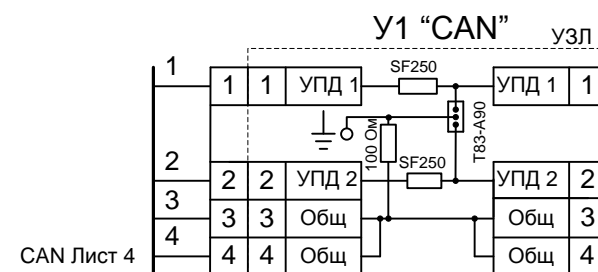 У1 “CAN”
УЗЛ
1
1 1 УПД 1
SF250
УПД 1 1
100 Ом
T83-A90
2
2 2 УПД 2
SF250
УПД 2 2
3
3 3 Общ
Общ 3
4
4 4 Общ
Общ 4
CAN Лист 4